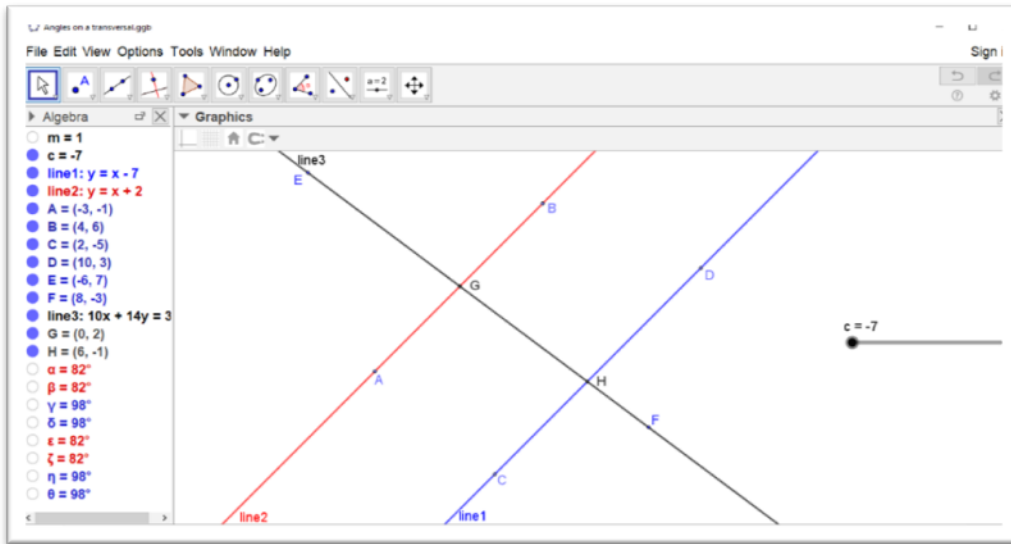 Angles on a transversal.ggb
File Edit View Options Tools Window Help
Sign i
A
a=2
Algebra
Graphics
m = 1
c = -7
line1: y = x - 7
line2: y = x + 2
A = (-3, -1)
B = (4, 6)
C = (2, -5)
D = (10, 3)
E = (-6, 7)
F = (8, -3)
line3: 10x + 14y = 3
G = (0, 2)
H = (6, -1)
α = 82°
β = 82°
γ = 98°
δ = 98°
ε = 82°
ζ = 82°
η = 98°
θ = 98°
line3
E
B
D
G
c = -7
A
H
F
C
line2
line1